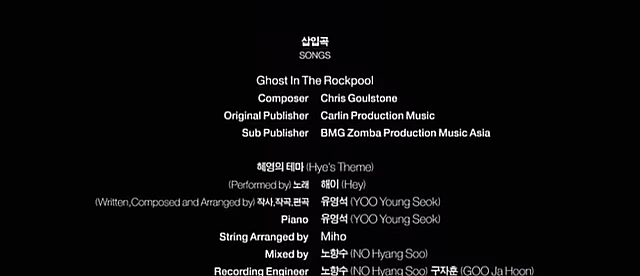 삽입곡
SONGS
Ghost In The Rockpool
Composer Chris Goulstone
Original Publisher Carlin Production Music
Sub Publisher BMG Zomba Production Music Asia
혜영의 테마 (Hye's Theme)
(Performed by) 노래 해이 (Hey)
(Written,Composed and Arranged by) 작사,작곡,편곡 유영석 (YOO Young Seok)
Piano 유영석 (YOO Young Seok)
String Arranged by Miho
Mixed by 노향수 (NO Hyang Soo)
Recording Engineer 노향수 (NO Hyang Soo) 구자훈 (GOO Ja Hoon)